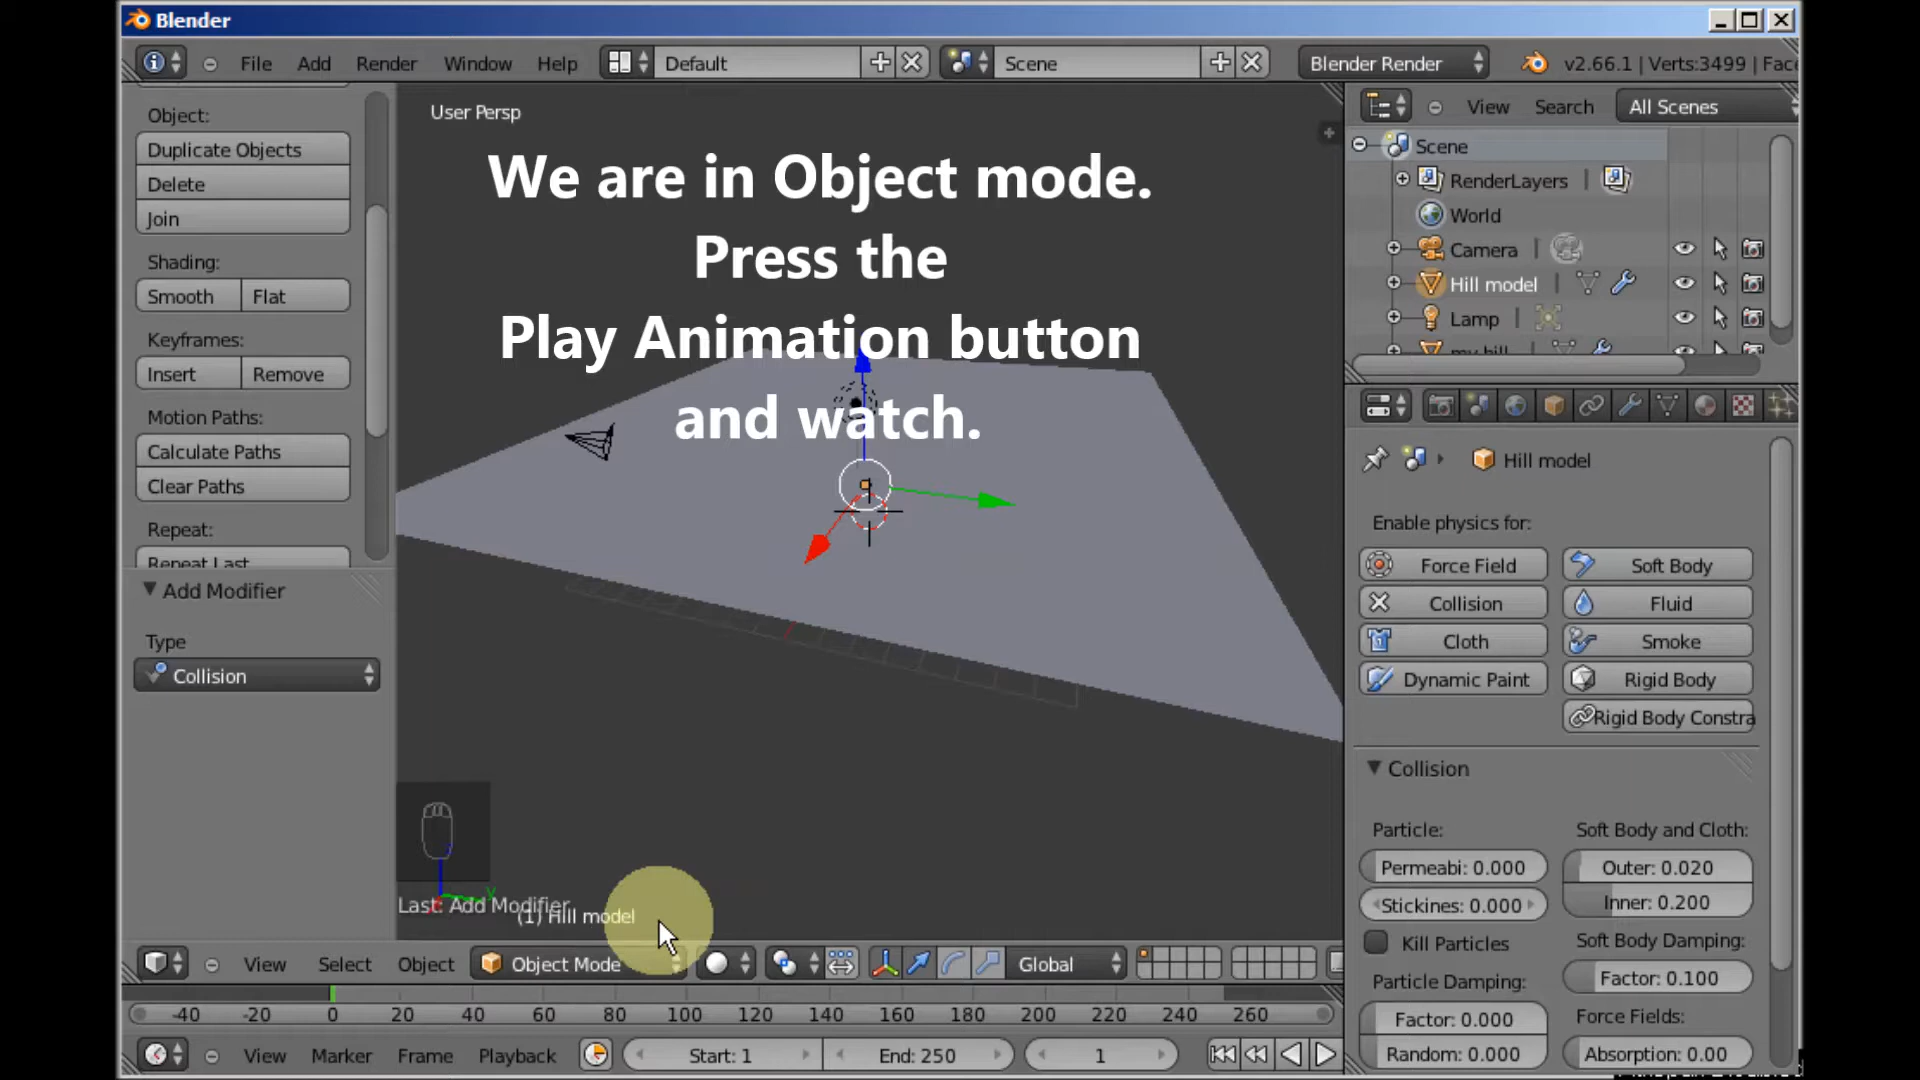 Blender
File Add Render Window Help Default Scene Blender Render v2.66.1 | Verts:3499 |
View Search All Scenes
Scene
RenderLayers
World
Camera
Hill model
Lamp
my hill
Object:
Duplicate Objects
Delete
Join
Shading:
Smooth Flat
Keyframes:
Insert Remove
Motion Paths:
Calculate Paths
Clear Paths
Repeat:
Repeat Last
Add Modifier
Type
Collision
User Persp
We are in Object mode.
Press the
Play Animation button
and watch.
Last: Add Modifier
(1) Hill model
Hill model
Enable physics for:
Force Field Soft Body
Collision Fluid
Cloth Smoke
Dynamic Paint Rigid Body
Rigid Body Constra
Collision
Particle:
Permeabi: 0.000
Stickines: 0.000
Kill Particles
Particle Damping:
Factor: 0.000
Random: 0.000
Soft Body and Cloth:
Outer: 0.020
Inner: 0.200
Soft Body Damping:
Factor: 0.100
Force Fields:
Absorption: 0.00
View Select Object Object Mode Global
-40 -20 0 20 40 60 80 100 120 140 160 180 200 220 240 260
View Marker Frame Playback Start: 1 End: 250 1